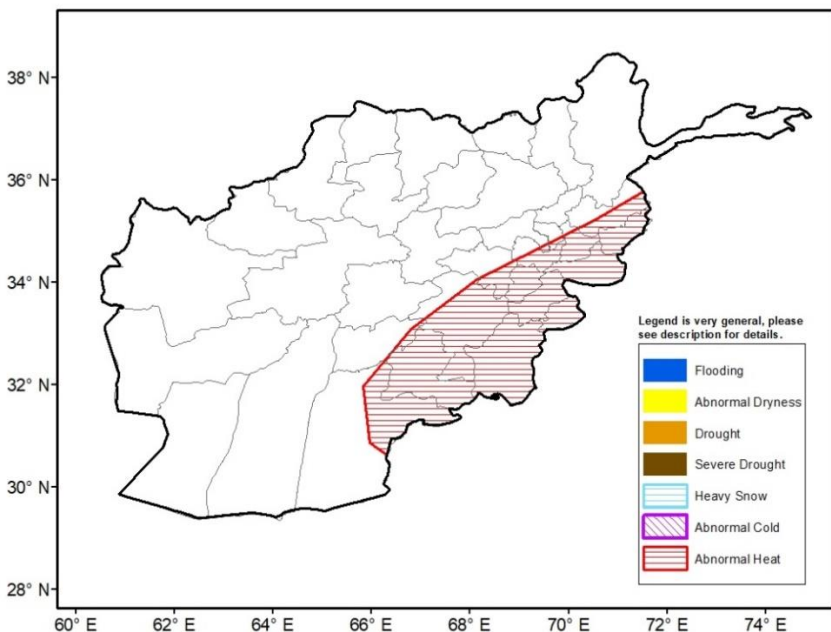 38° N
36° N
34° N
32° N
30° N
28° N
60° E
62° E
64° E
66° E
68° E
70° E
72° E
74° E
Legend is very general, please
see description for details.
Flooding
Abnormal Dryness
Drought
Severe Drought
Heavy Snow
Abnormal Cold
Abnormal Heat